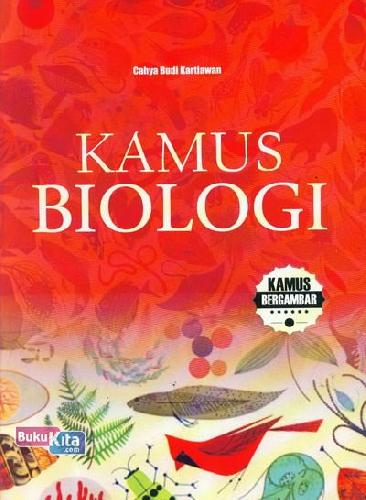 Cahya Budi Kartiawan
KAMUS
BIOLOGI
KAMUS
BERGAMBAR
BukuKita
.com